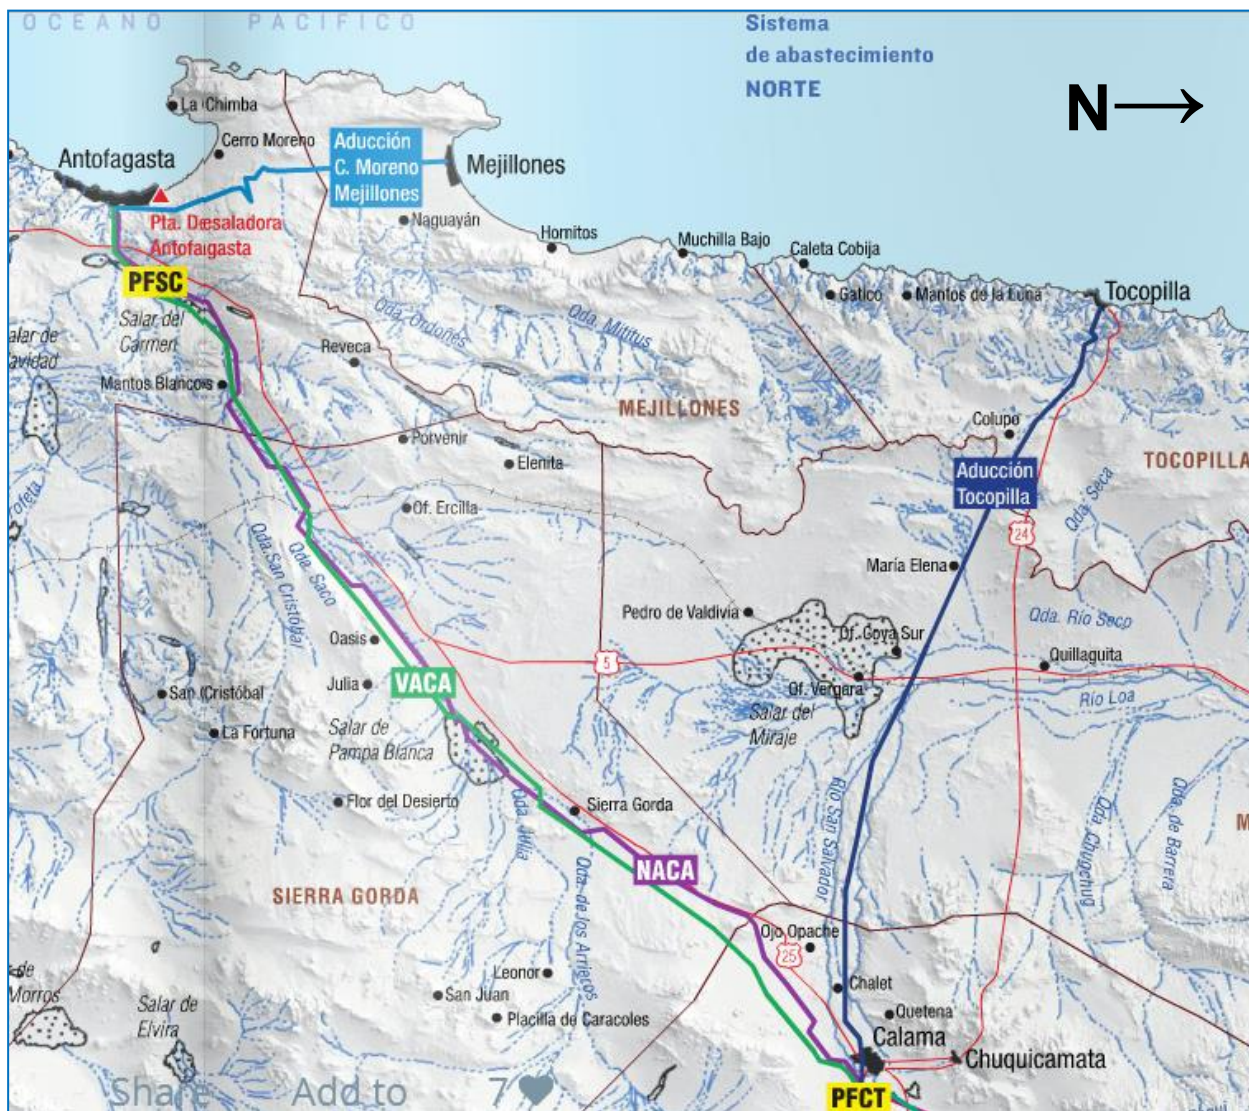 OCEANO PACIFICO
Sistema
de abastecimiento
NORTE
N
La Chimba
Cerro Moreno
Antofagasta
Aducción
C. Moreno
Mejillones
Mejillones
Pta. Desaladora
Antofagasta
Naguayán
Hornitos
Muchilla Bajo
Caleta Cobija
PFSC
Gatico
Mantos de la Luna
Tocopilla
Salar del
Carmen
Qda. Ordoñes
Qda. Mititus
alar de
avidad
Reveca
Mantos Blancos
MEJILLONES
Colupo
Porvenir
Elenita
Aducción
Tocopilla
TOCOPILLA
Qda. Seca
rofeta
Of. Ercilla
24
Qda. San Cristóbal
Qda. Saco
María Elena
Pedro de Valdivia
Qda. Río Seco
Oasis
Of. Coya Sur
5
Quillaguita
Julia
VACA
San Cristóbal
Of. Vergara
Río Loa
Salar del
Miraje
La Fortuna
Salar de
Pampa Blanca
Flor del Desierto
Qda. Julia
Sierra Gorda
Río San Salvador
Qda. Chugchug
Qda. de Barrera
M
NACA
SIERRA GORDA
Qda. de los Arrieros
Ojo Opache
25
de
Morros
Leonor
San Juan
Chalet
Salar de
Elvira
Placilla de Caracoles
Quetena
Calama
Chuquicamata
Share
Add to
7
PFCT